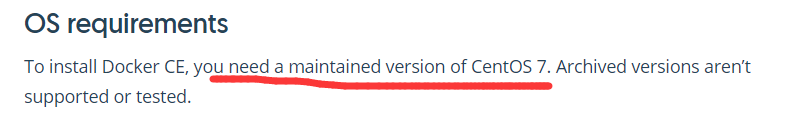 OS requirements
To install Docker CE, you need a maintained version of CentOS 7. Archived versions aren’t
supported or tested.